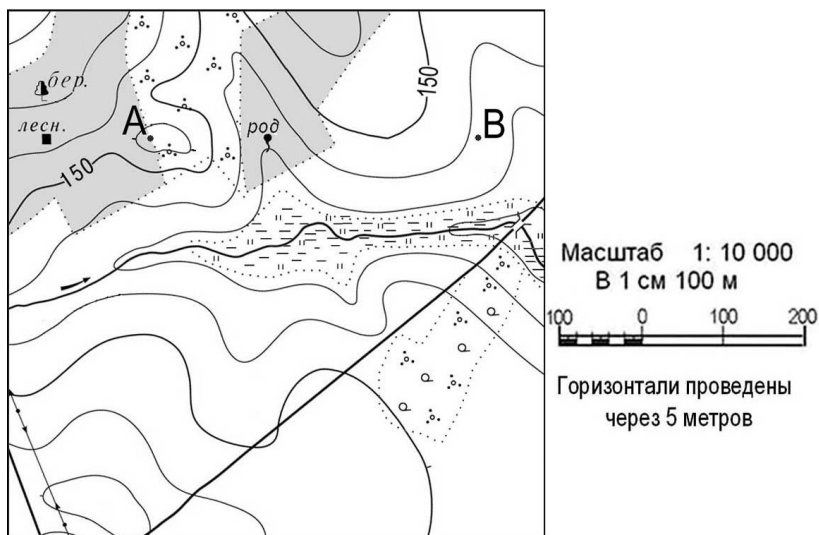 150
бер.
лесн.
А
род
В
150
Масштаб 1: 10 000
В 1 см 100 м
100 0 100 200
Горизонтали проведены
через 5 метров